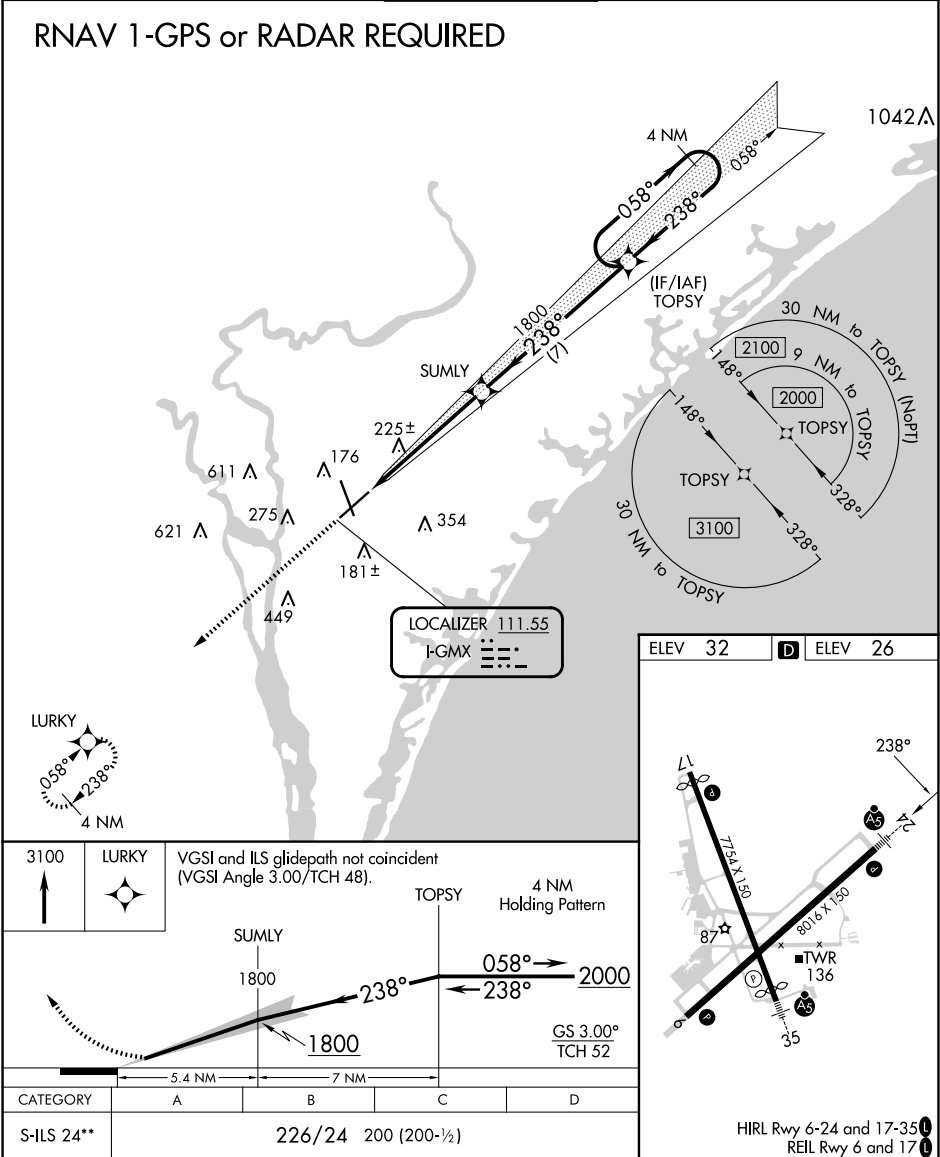 RNAV 1-GPS or RADAR REQUIRED
1042
4 NM
058°
058°
238°
(IF/IAF)
TOPSY
1800
238°
(7)
SUMLY
30 NM to TOPSY (NoPT)
2100
148°
9 NM to TOPSY
2000
TOPSY
328°
148°
TOPSY
3100
328°
30 NM to TOPSY
225±
176
611
275
621
354
181±
449
LOCALIZER 111.55
I-GMX
LURKY
058°
238°
4 NM
ELEV 32
D
ELEV 26
238°
17
P
A5
24
7754 X 150
P
8016 X 150
87
x x
TWR
136
P
A5
P
6
35
HIRL Rwy 6-24 and 17-35 L
REIL Rwy 6 and 17 L
3100
LURKY
VGSI and ILS glidepath not coincident
(VGSI Angle 3.00/TCH 48).
TOPSY
4 NM
Holding Pattern
SUMLY
1800
238°
058°
238°
2000
1800
GS 3.00°
TCH 52
5.4 NM
7 NM
CATEGORY A B C D
S-ILS 24** 226/24 200 (200-½)